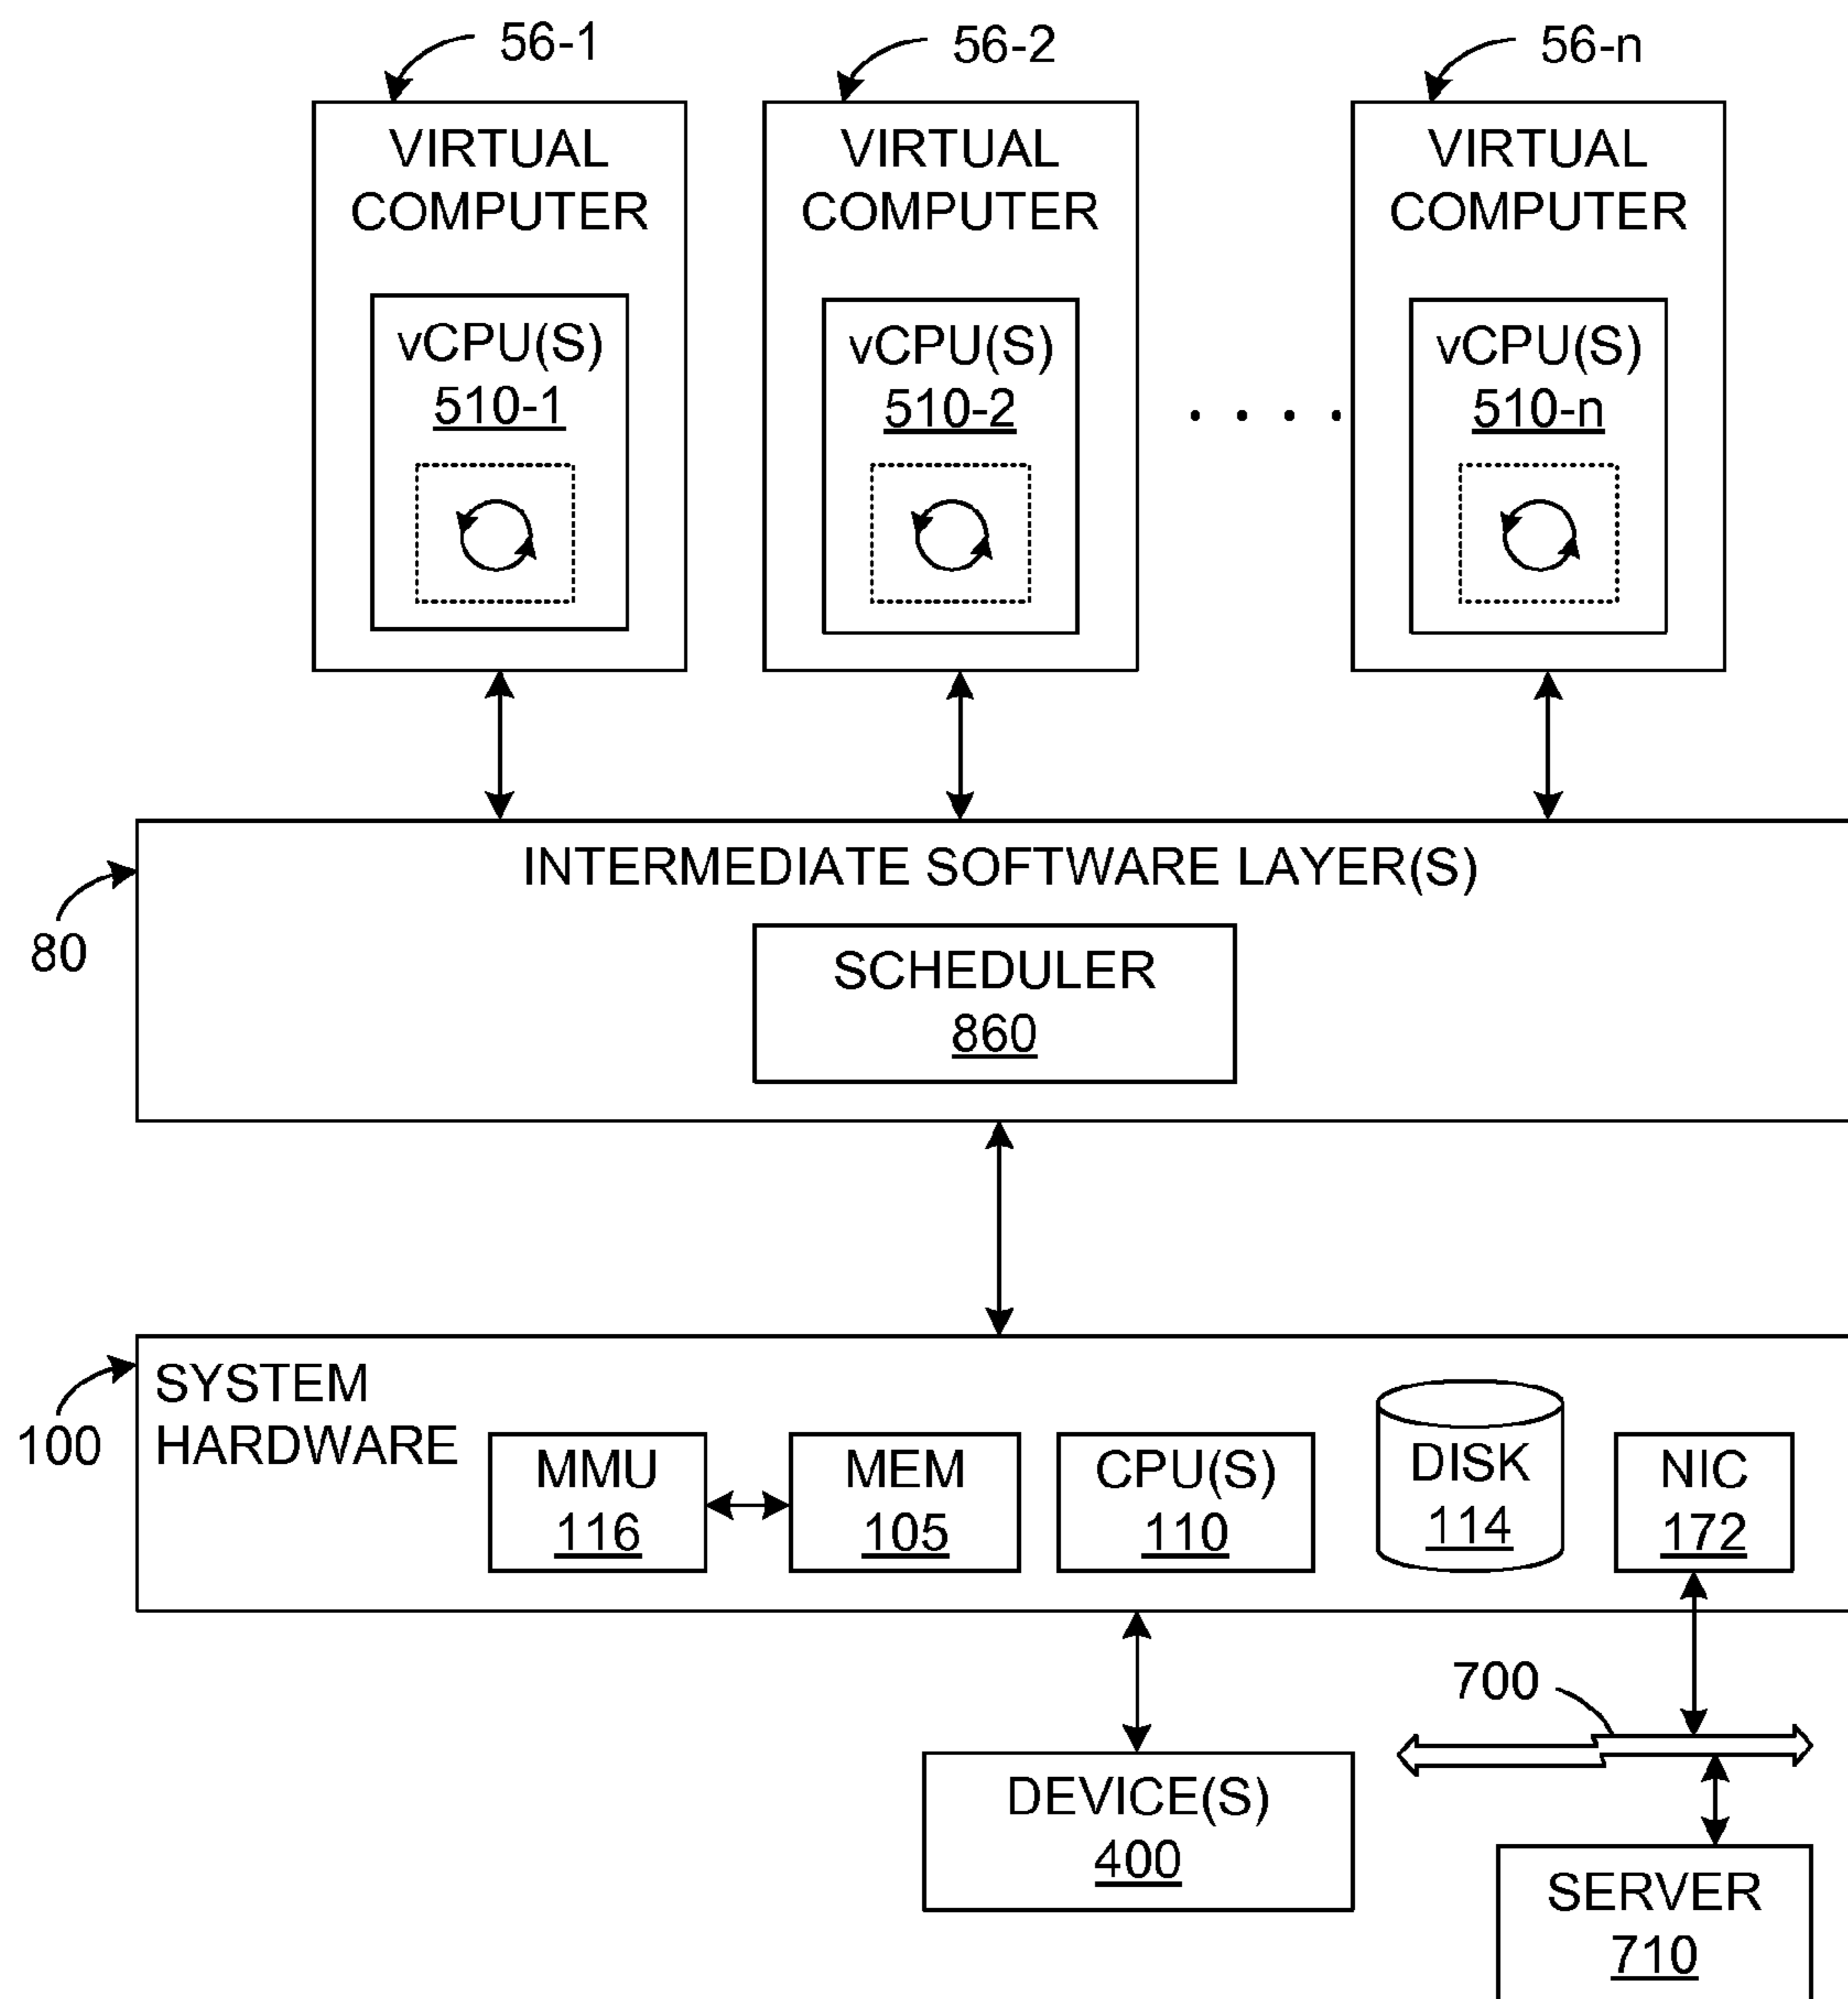 56-1
56-2
56-n
VIRTUAL
COMPUTER
vCPU(S)
510-1
VIRTUAL
COMPUTER
vCPU(S)
510-2
. . . .
VIRTUAL
COMPUTER
vCPU(S)
510-n
80
INTERMEDIATE SOFTWARE LAYER(S)
SCHEDULER
860
100
SYSTEM
HARDWARE
MMU
116
MEM
105
CPU(S)
110
DISK
114
NIC
172
700
DEVICE(S)
400
SERVER
710